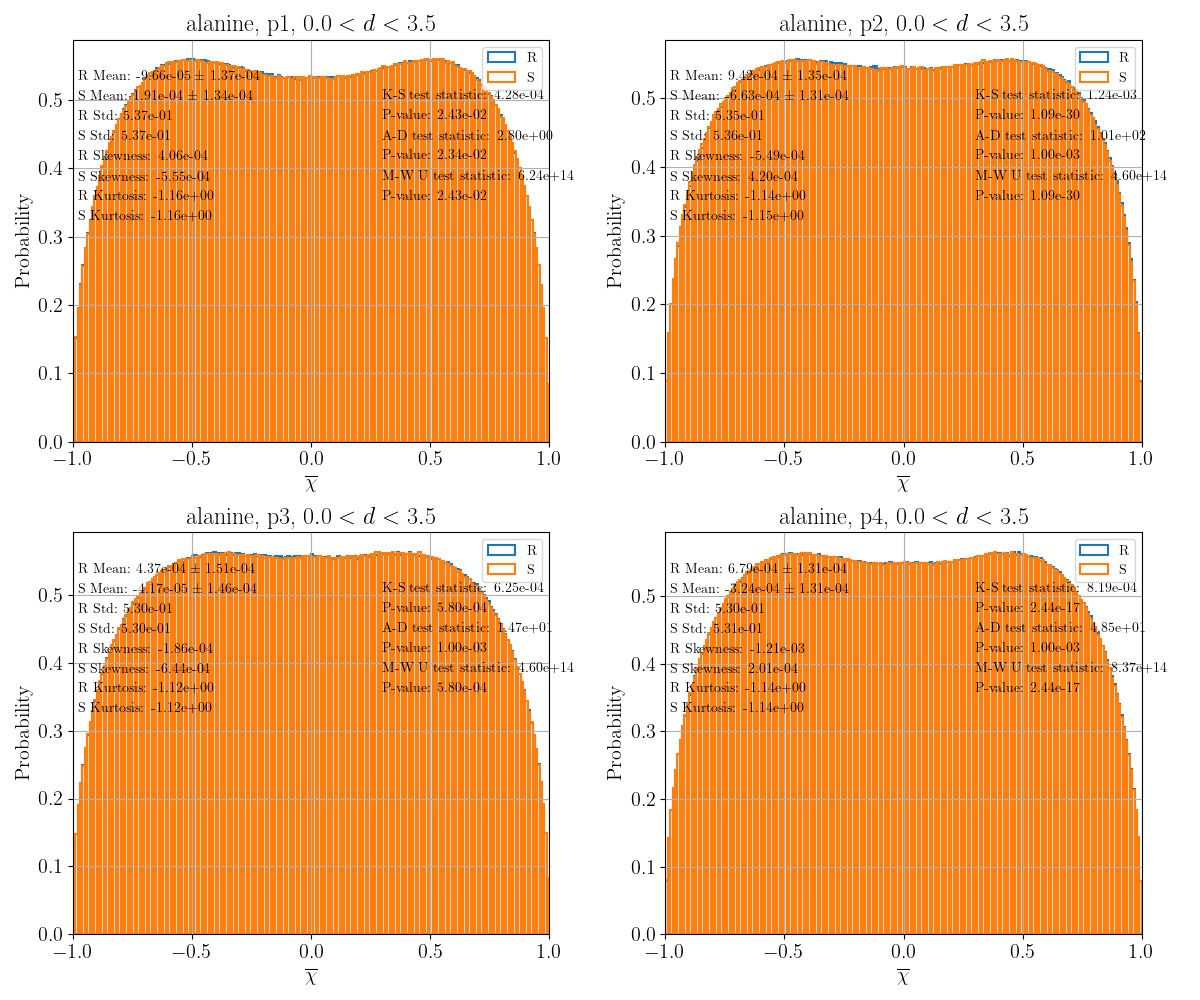 alanine, p1, 0.0 < d < 3.5
R
S
R Mean: -9.66e-05 ± 1.37e-04
S Mean: 1.91e-04 ± 1.34e-04
R Std: 5.37e-01
S Std: 5.37e-01
R Skewness: 4.06e-04
S Skewness: -5.55e-04
R Kurtosis: -1.16e+00
S Kurtosis: -1.16e+00
K-S test statistic: 4.28e-04
P-value: 2.43e-02
A-D test statistic: 2.80e+00
P-value: 2.34e-02
M-W U test statistic: 6.24e+14
P-value: 2.43e-02
Probability
0.5
0.4
0.3
0.2
0.1
0.0
−1.0 −0.5 0.0 0.5 1.0
χ̅
alanine, p2, 0.0 < d < 3.5
R
S
R Mean: 9.42e-04 ± 1.35e-04
S Mean: -6.63e-04 ± 1.31e-04
R Std: 5.35e-01
S Std: 5.36e-01
R Skewness: -5.49e-04
S Skewness: 4.20e-04
R Kurtosis: -1.14e+00
S Kurtosis: -1.15e+00
K-S test statistic: 1.24e-03
P-value: 1.09e-30
A-D test statistic: 1.01e+02
P-value: 1.00e-03
M-W U test statistic: 4.60e+14
P-value: 1.09e-30
Probability
0.5
0.4
0.3
0.2
0.1
0.0
−1.0 −0.5 0.0 0.5 1.0
χ̅
alanine, p3, 0.0 < d < 3.5
R
S
R Mean: 4.37e-04 ± 1.51e-04
S Mean: -4.17e-05 ± 1.46e-04
R Std: 5.30e-01
S Std: 5.30e-01
R Skewness: -1.86e-04
S Skewness: -6.44e-04
R Kurtosis: -1.12e+00
S Kurtosis: -1.12e+00
K-S test statistic: 6.25e-04
P-value: 5.80e-04
A-D test statistic: 1.47e+01
P-value: 1.00e-03
M-W U test statistic: 4.60e+14
P-value: 5.80e-04
Probability
0.5
0.4
0.3
0.2
0.1
0.0
−1.0 −0.5 0.0 0.5 1.0
χ̅
alanine, p4, 0.0 < d < 3.5
R
S
R Mean: 6.79e-04 ± 1.31e-04
S Mean: -3.24e-04 ± 1.31e-04
R Std: 5.30e-01
S Std: 5.31e-01
R Skewness: -1.21e-03
S Skewness: 2.01e-04
R Kurtosis: -1.14e+00
S Kurtosis: -1.14e+00
K-S test statistic: 8.19e-04
P-value: 2.44e-17
A-D test statistic: 4.85e+01
P-value: 1.00e-03
M-W U test statistic: 8.37e+14
P-value: 2.44e-17
Probability
0.5
0.4
0.3
0.2
0.1
0.0
−1.0 −0.5 0.0 0.5 1.0
χ̅